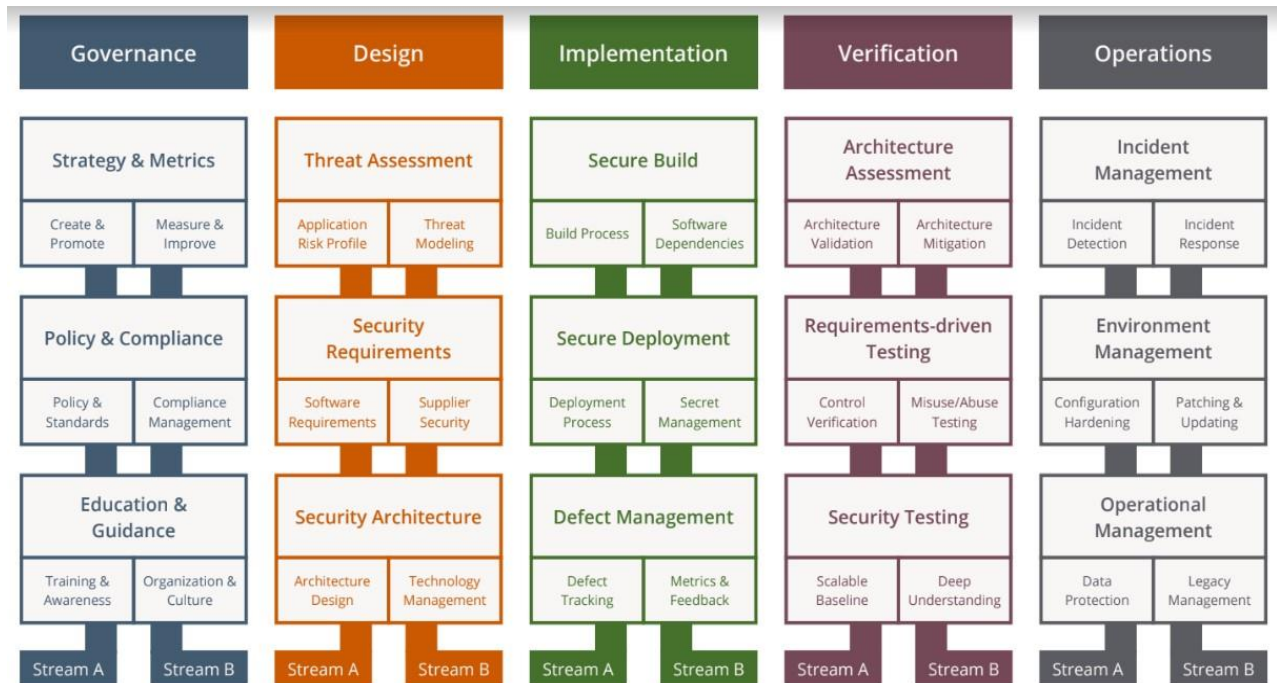 Governance
Design
Implementation
Verification
Operations
Strategy & Metrics
Create &
Promote
Measure &
Improve
Threat Assessment
Application
Risk Profile
Threat
Modeling
Secure Build
Build Process
Software
Dependencies
Architecture
Assessment
Architecture
Validation
Architecture
Mitigation
Incident
Management
Incident
Detection
Incident
Response
Policy & Compliance
Policy &
Standards
Compliance
Management
Security
Requirements
Software
Requirements
Supplier
Security
Secure Deployment
Deployment
Process
Secret
Management
Requirements-driven
Testing
Control
Verification
Misuse/Abuse
Testing
Environment
Management
Configuration
Hardening
Patching &
Updating
Education &
Guidance
Training &
Awareness
Organization &
Culture
Security Architecture
Architecture
Design
Technology
Management
Defect Management
Defect
Tracking
Metrics &
Feedback
Security Testing
Scalable
Baseline
Deep
Understanding
Operational
Management
Data
Protection
Legacy
Management
Stream A
Stream B
Stream A
Stream B
Stream A
Stream B
Stream A
Stream B
Stream A
Stream B